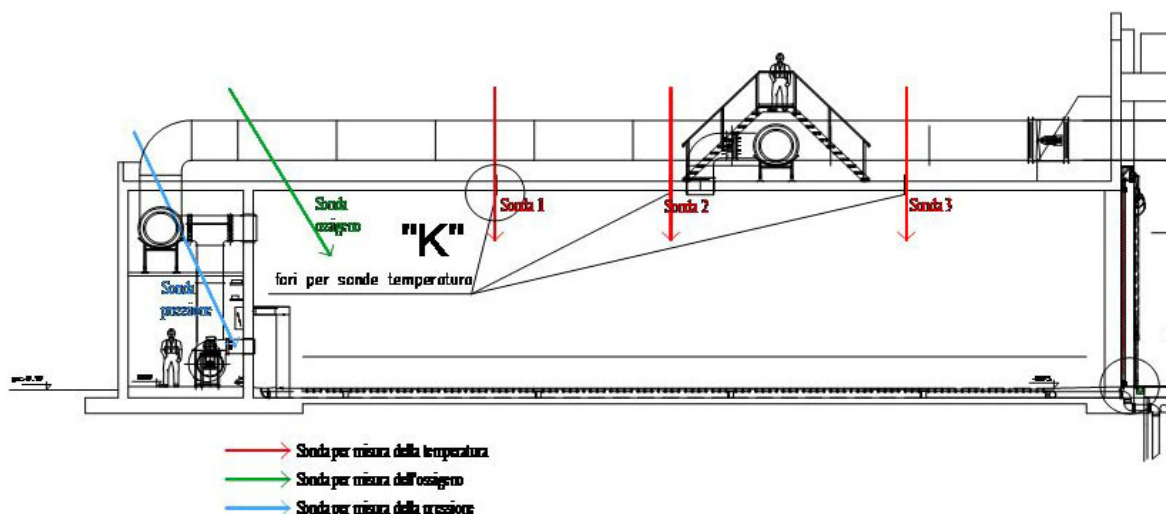 Sonda
ossigeno
"K"
fori per sonde temperatura
Sonda 1
Sonda 2
Sonda 3
Sonda
pressione
Sonda per misura della temperatura
Sonda per misura dell'ossigeno
Sonda per misura della pressione